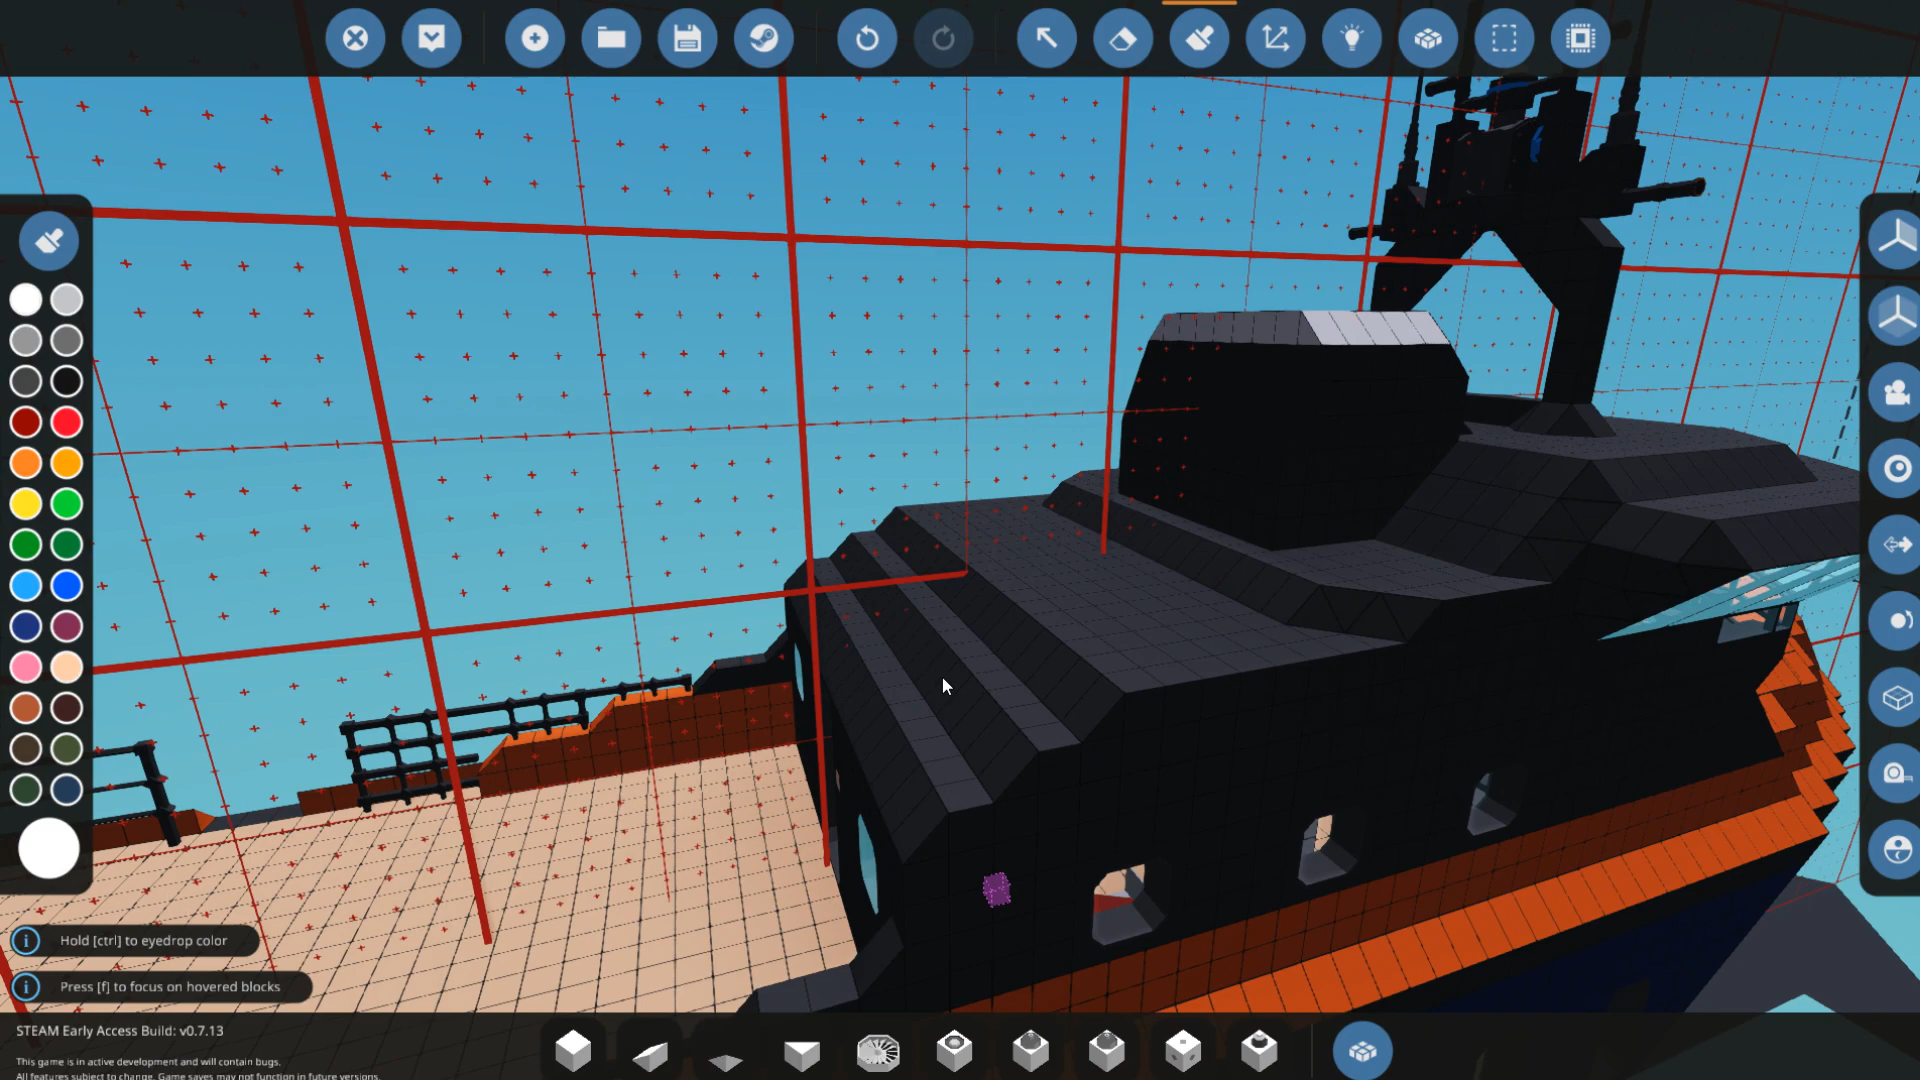 Hold [ctrl] to eyedrop color
Press [f] to focus on hovered blocks
STEAM Early Access Build: v0.7.13
This game is in active development and will contain bugs.
All features subject to change. Game saves may not function in future versions.